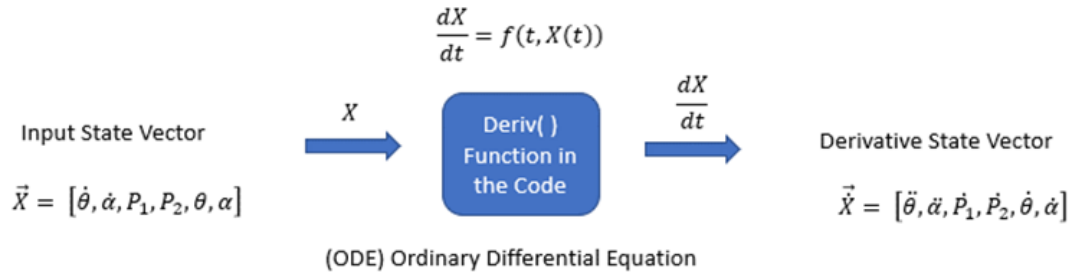 dX/dt = f(t, X(t))
X
dX/dt
Input State Vector
Deriv( )
Function in
the Code
Derivative State Vector
X⃗ = [θ̇, α̇, P₁, P₂, θ, α]
Ẋ⃗ = [θ̈, α̈, Ṗ₁, Ṗ₂, θ̇, α̇]
(ODE) Ordinary Differential Equation